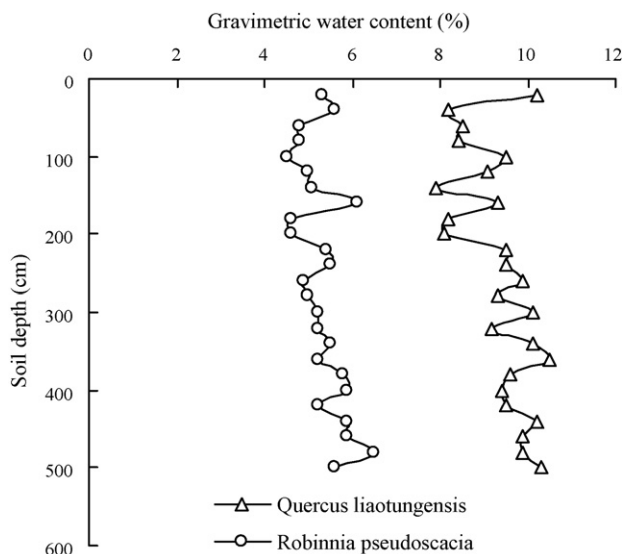 Gravimetric water content (%)
0 2 4 6 8 10 12
0
100
200
300
400
500
600
Soil depth (cm)
Quercus liaotungensis
Robinnia pseudoscacia